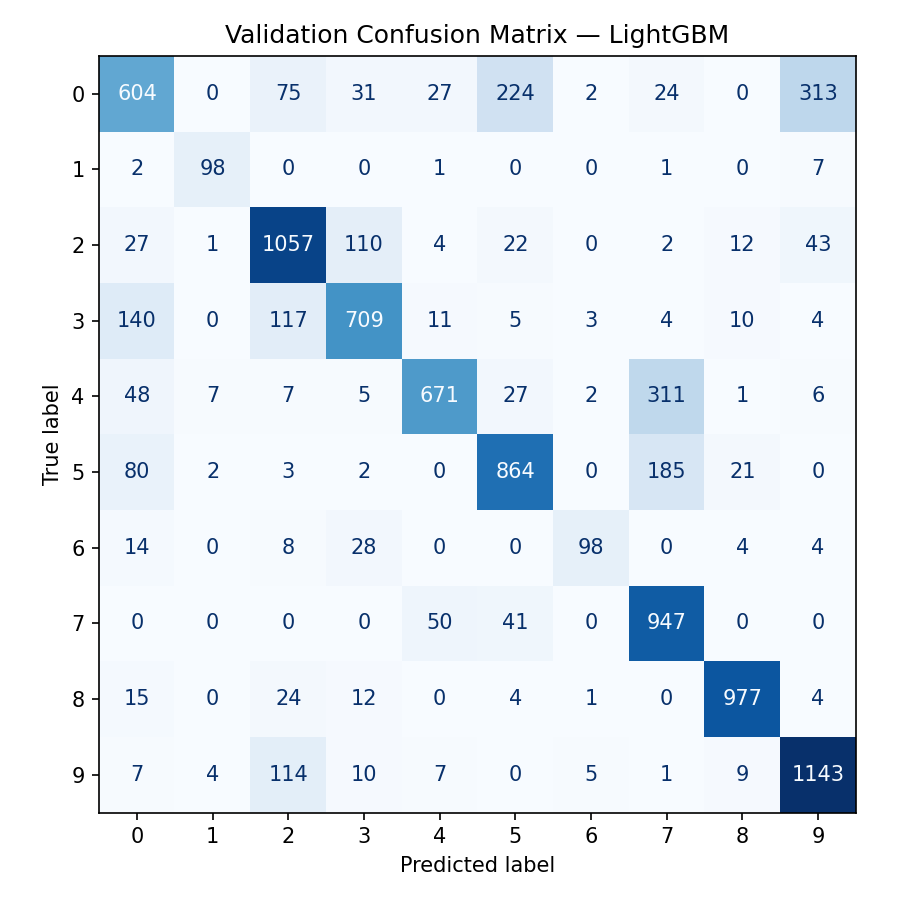 Validation Confusion Matrix — LightGBM
0 604 0 75 31 27 224 2 24 0 313
1 2 98 0 0 1 0 0 1 0 7
2 27 1 1057 110 4 22 0 2 12 43
3 140 0 117 709 11 5 3 4 10 4
4 48 7 7 5 671 27 2 311 1 6
True label
5 80 2 3 2 0 864 0 185 21 0
6 14 0 8 28 0 0 98 0 4 4
7 0 0 0 0 50 41 0 947 0 0
8 15 0 24 12 0 4 1 0 977 4
9 7 4 114 10 7 0 5 1 9 1143
0 1 2 3 4 5 6 7 8 9
Predicted label